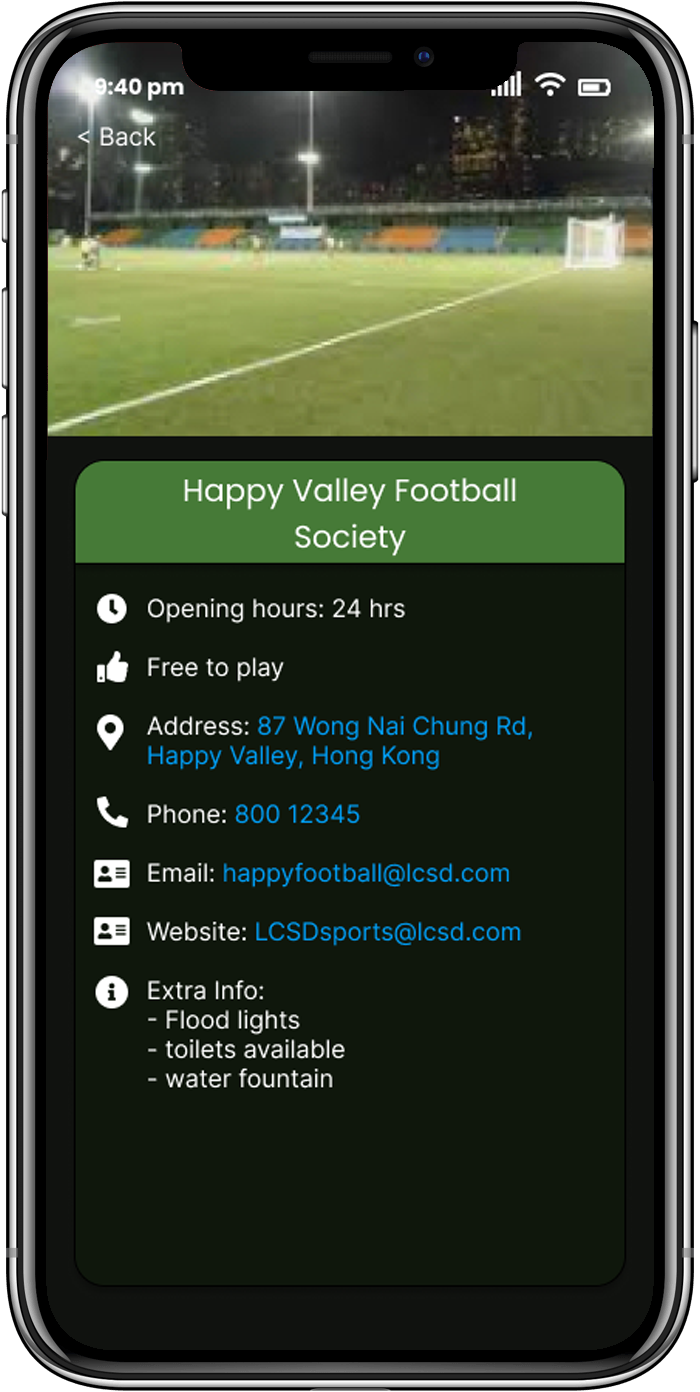 9:40 pm
< Back
Happy Valley Football
Society
Opening hours: 24 hrs
Free to play
Address: 87 Wong Nai Chung Rd,
Happy Valley, Hong Kong
Phone: 800 12345
Email: happyfootball@lcsd.com
Website: LCSDsports@lcsd.com
Extra Info:
- Flood lights
- toilets available
- water fountain